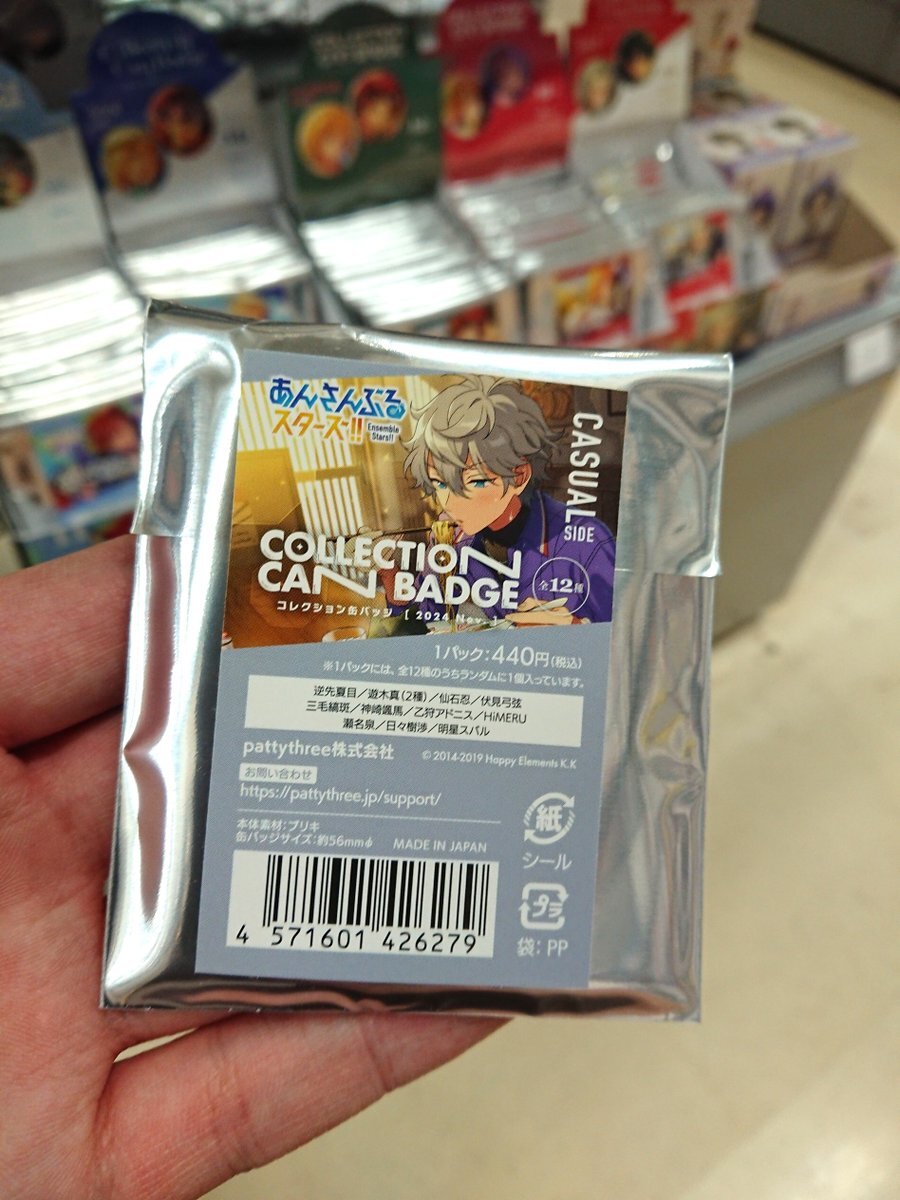 あんさんぶる
スターズ!!
Ensemble
Stars!!
CASUAL
SIDE
COLLECTION
CAN BADGE
全12種
コレクション缶バッジ [ 2024 Nov. ]
1パック:440円(税込)
※1パックには、全12種のうちランダムに1個入っています。
逆先夏目/遊木真(2種)/仙石忍/伏見弓弦
三毛縞斑/神崎颯馬/乙狩アドニス/HiMERU
瀬名泉/日々樹渉/明星スバル
pattythree株式会社
© 2014-2019 Happy Elements K.K
お問い合わせ
https://pattythree.jp/support/
本体素材:ブリキ
缶バッジサイズ:約56mmφ
MADE IN JAPAN
紙
シール
プラ
袋:PP
4 571601 426279